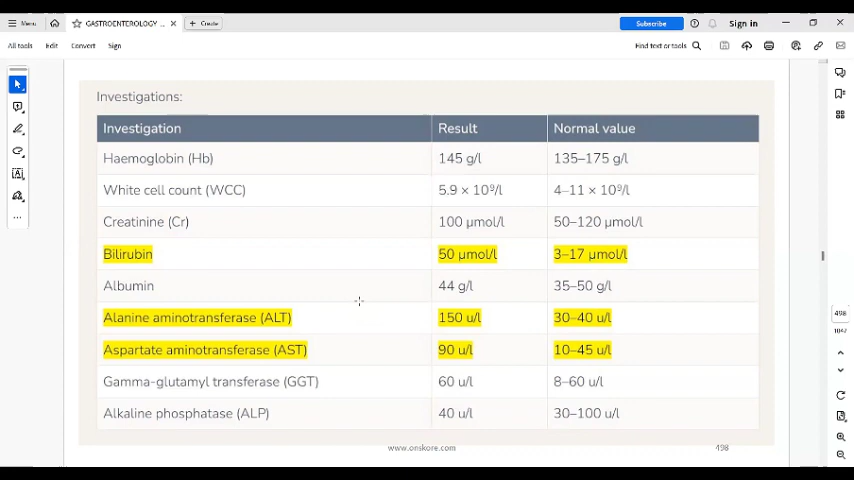 Menu
GASTROENTEROLOGY ...
Create
Subscribe
Sign in
All tools Edit Convert Sign
Find text or tools
Investigations:
Investigation Result Normal value
Haemoglobin (Hb) 145 g/l 135–175 g/l
White cell count (WCC) 5.9 × 10⁹/l 4–11 × 10⁹/l
Creatinine (Cr) 100 µmol/l 50–120 µmol/l
Bilirubin 50 µmol/l 3–17 µmol/l
Albumin 44 g/l 35–50 g/l
Alanine aminotransferase (ALT) 150 u/l 30–40 u/l
Aspartate aminotransferase (AST) 90 u/l 10–45 u/l
Gamma-glutamyl transferase (GGT) 60 u/l 8–60 u/l
Alkaline phosphatase (ALP) 40 u/l 30–100 u/l
www.onskore.com 498
498